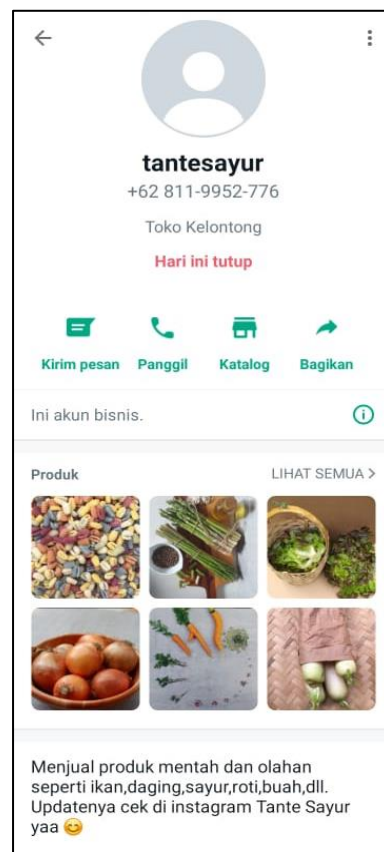 tantesayur
+62 811-9952-776
Toko Kelontong
Hari ini tutup
Kirim pesan Panggil Katalog Bagikan
Ini akun bisnis.
Produk LIHAT SEMUA >
Menjual produk mentah dan olahan
seperti ikan,daging,sayur,roti,buah,dll.
Updatenya cek di instagram Tante Sayur
yaa 😊